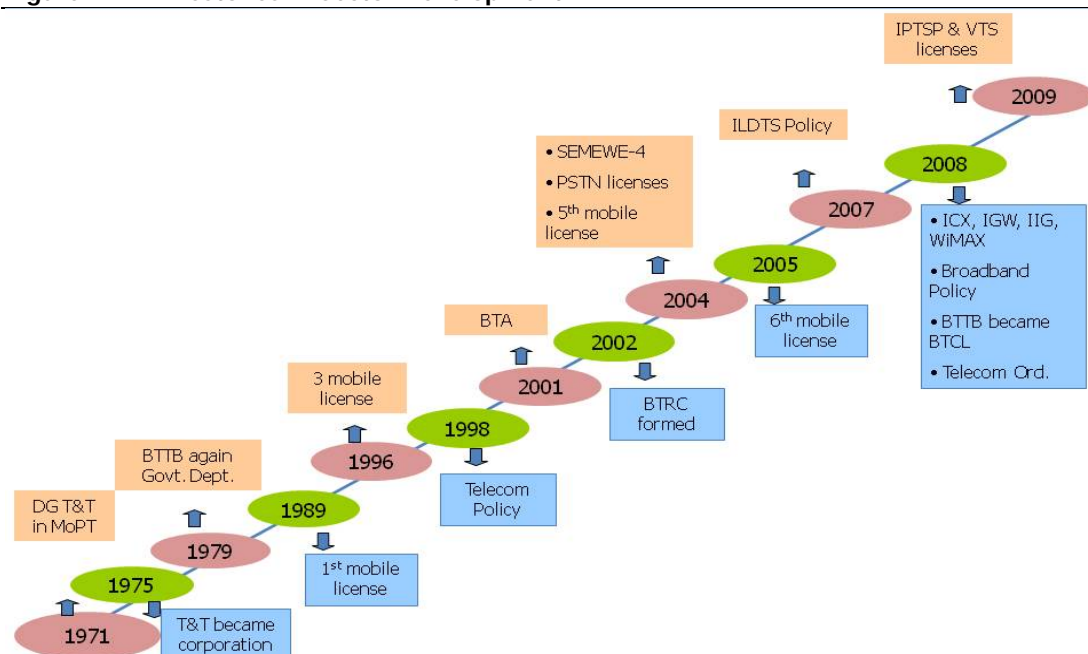 IPTSP & VTS
licenses
2009
ILDTS Policy
2008
• SEMEWE-4
• PSTN licenses
• 5th mobile
license
2007
• ICX, IGW, IIG,
WiMAX
• Broadband
Policy
• BTTB became
BTCL
• Telecom Ord.
2005
6th mobile
license
2004
BTA
2002
BTRC
formed
2001
3 mobile
license
1998
Telecom
Policy
1996
BTTB again
Govt. Dept.
1989
1st mobile
license
DG T&T
in MoPT
1979
1975
T&T became
corporation
1971